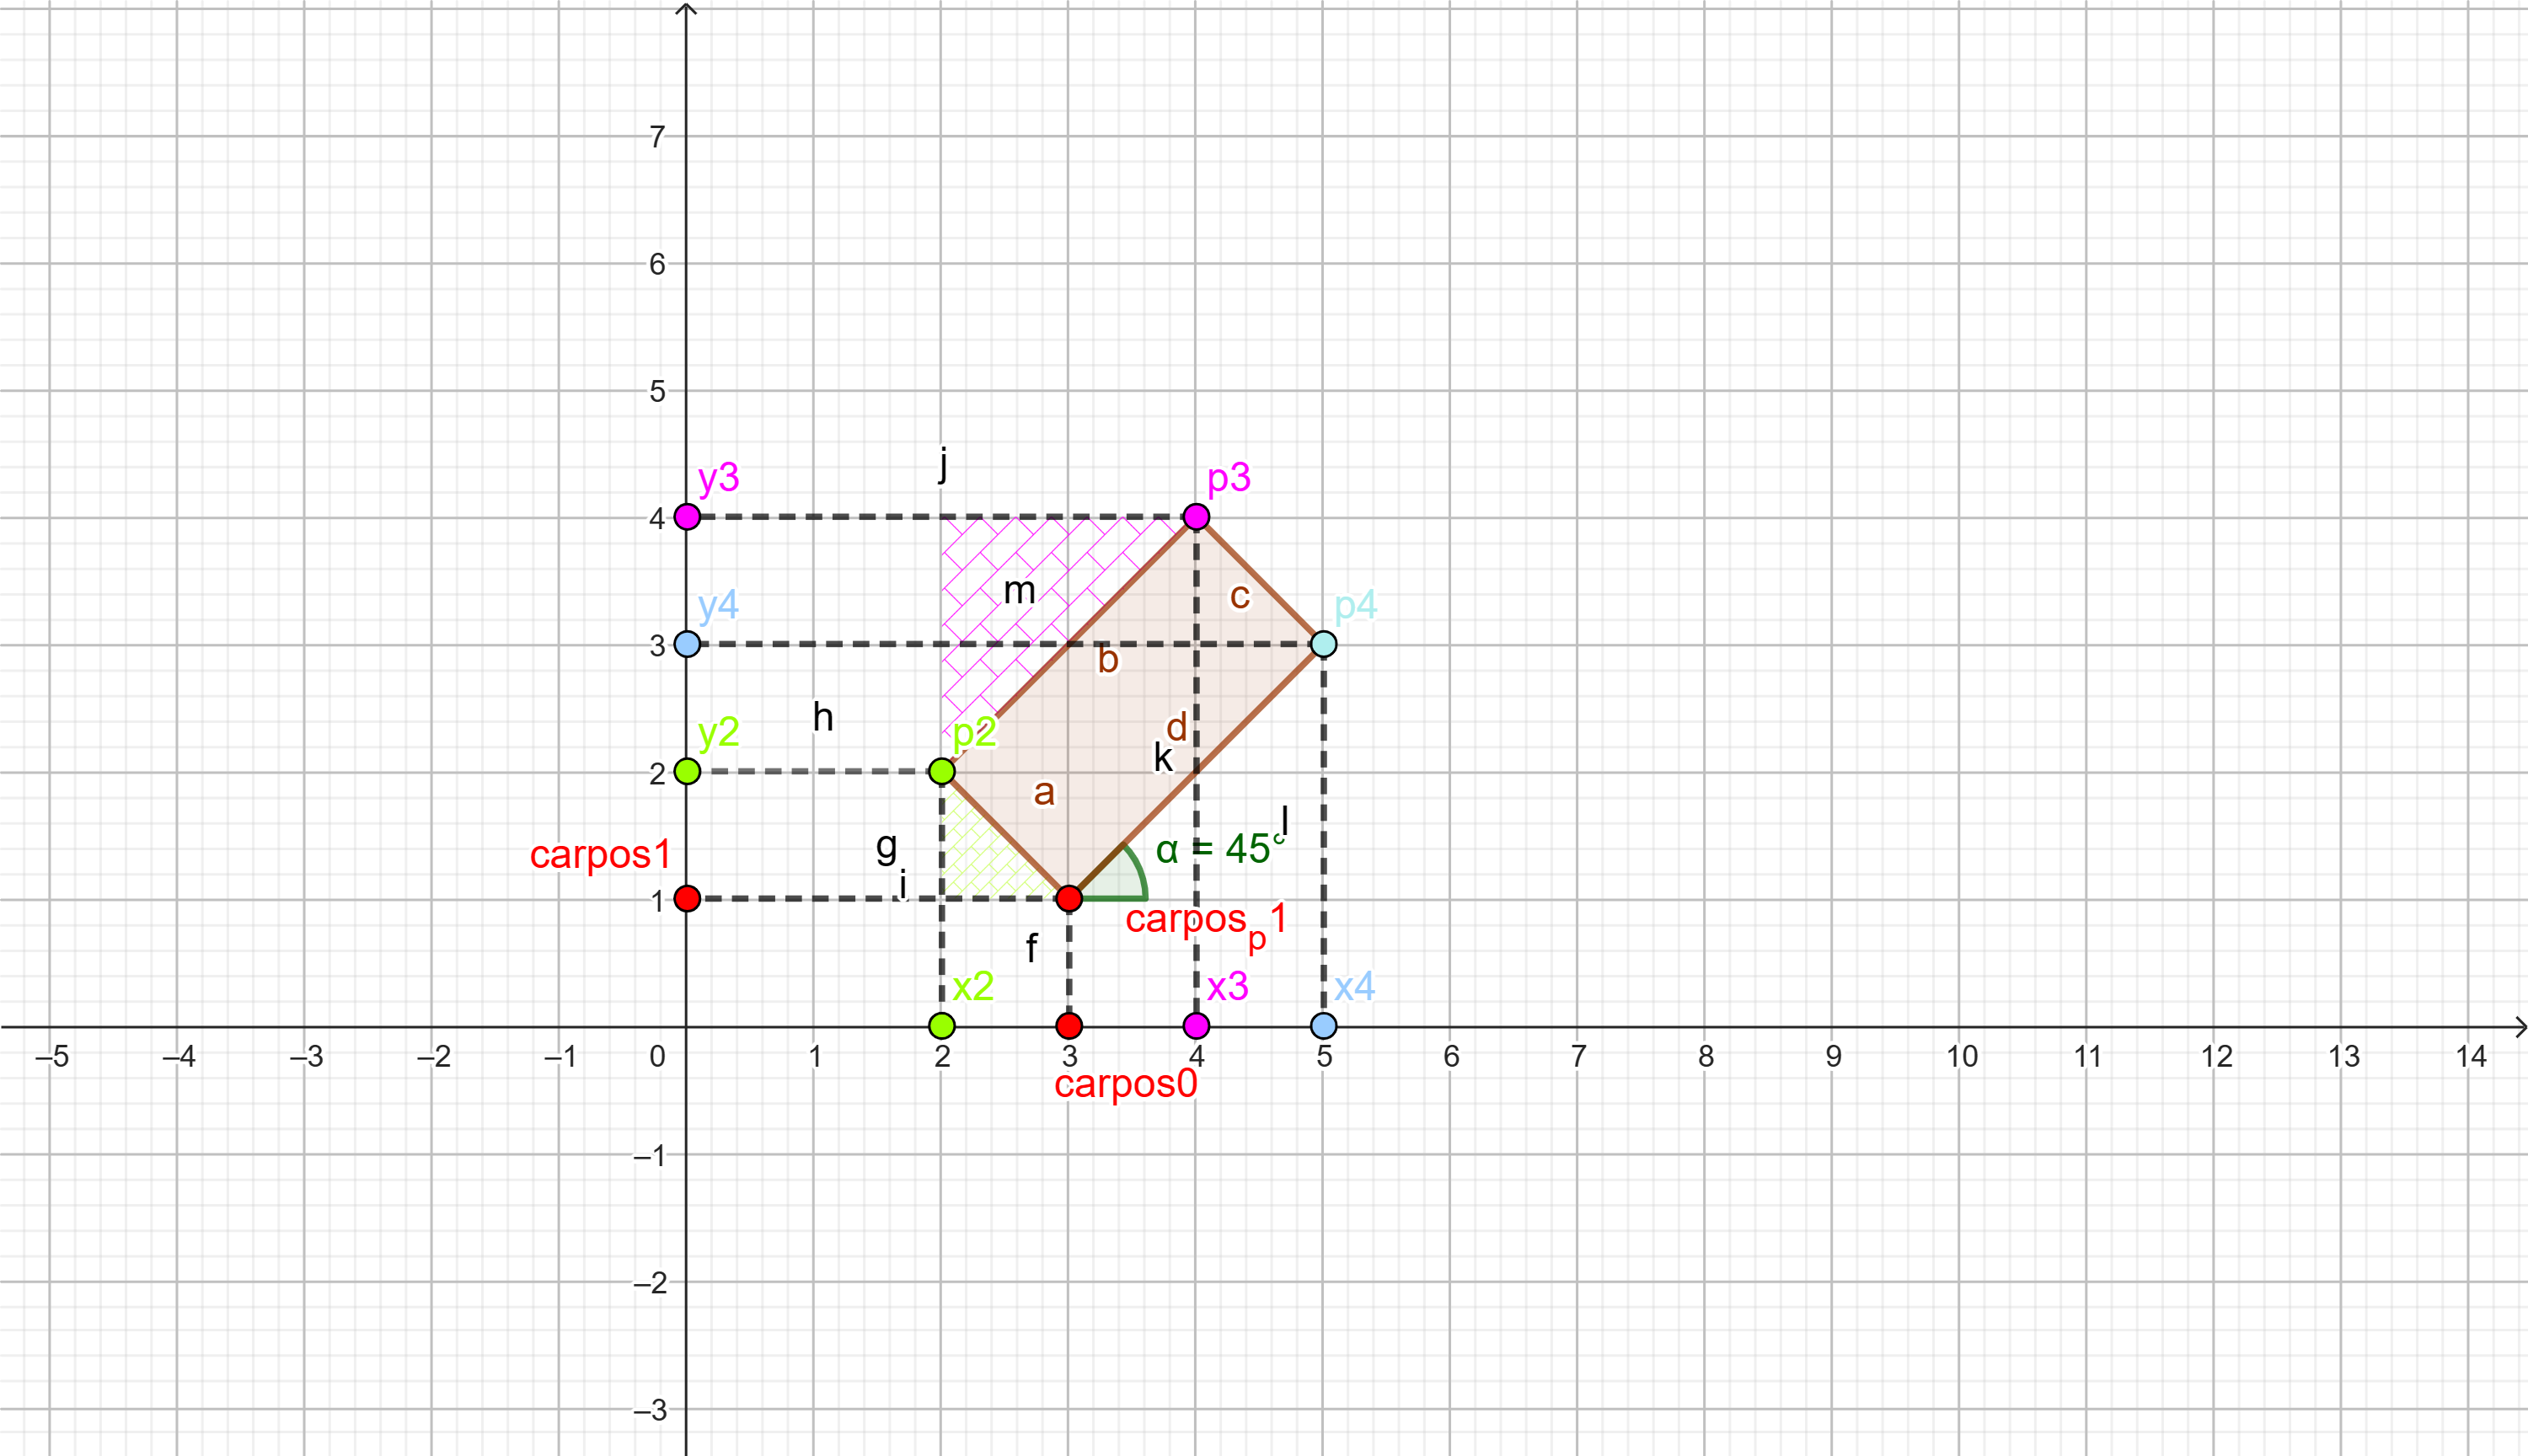 7
6
5
j
y3 p3
4
m c
y4 p4
3
b
h d
y2 p2
k
2
a
l
g α = 45°
carpos1
i
1
carpos_p1
f
x2 x3 x4
–5 –4 –3 –2 –1 0 1 2 3 4 5 6 7 8 9 10 11 12 13 14
carpos0
–1
–2
–3